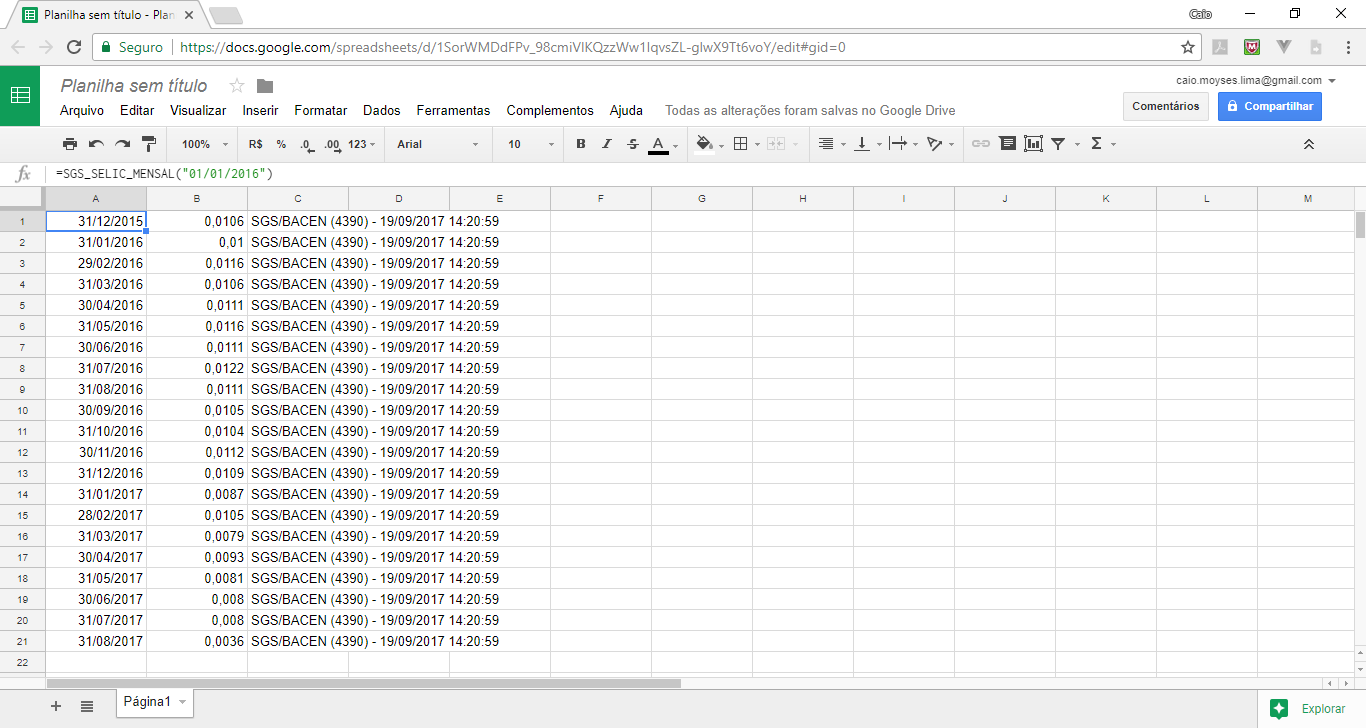 Planilha sem título - Plan
Caio
Seguro
https://docs.google.com/spreadsheets/d/1SorWMDdFPv_98cmiVlKQzzWw1IqvsZL-glwX9Tt6voY/edit#gid=0
Planilha sem título
caio.moyses.lima@gmail.com
Arquivo Editar Visualizar Inserir Formatar Dados Ferramentas Complementos Ajuda Todas as alterações foram salvas no Google Drive
Comentários Compartilhar
100% R$ % .0 .00 123 Arial 10 B I S A Σ
fx =SGS_SELIC_MENSAL("01/01/2016")
A B C D E F G H I J K L M
1 31/12/2015 0,0106 SGS/BACEN (4390) - 19/09/2017 14:20:59
2 31/01/2016 0,01 SGS/BACEN (4390) - 19/09/2017 14:20:59
3 29/02/2016 0,0116 SGS/BACEN (4390) - 19/09/2017 14:20:59
4 31/03/2016 0,0106 SGS/BACEN (4390) - 19/09/2017 14:20:59
5 30/04/2016 0,0111 SGS/BACEN (4390) - 19/09/2017 14:20:59
6 31/05/2016 0,0116 SGS/BACEN (4390) - 19/09/2017 14:20:59
7 30/06/2016 0,0111 SGS/BACEN (4390) - 19/09/2017 14:20:59
8 31/07/2016 0,0122 SGS/BACEN (4390) - 19/09/2017 14:20:59
9 31/08/2016 0,0111 SGS/BACEN (4390) - 19/09/2017 14:20:59
10 30/09/2016 0,0105 SGS/BACEN (4390) - 19/09/2017 14:20:59
11 31/10/2016 0,0104 SGS/BACEN (4390) - 19/09/2017 14:20:59
12 30/11/2016 0,0112 SGS/BACEN (4390) - 19/09/2017 14:20:59
13 31/12/2016 0,0109 SGS/BACEN (4390) - 19/09/2017 14:20:59
14 31/01/2017 0,0087 SGS/BACEN (4390) - 19/09/2017 14:20:59
15 28/02/2017 0,0105 SGS/BACEN (4390) - 19/09/2017 14:20:59
16 31/03/2017 0,0079 SGS/BACEN (4390) - 19/09/2017 14:20:59
17 30/04/2017 0,0093 SGS/BACEN (4390) - 19/09/2017 14:20:59
18 31/05/2017 0,0081 SGS/BACEN (4390) - 19/09/2017 14:20:59
19 30/06/2017 0,008 SGS/BACEN (4390) - 19/09/2017 14:20:59
20 31/07/2017 0,008 SGS/BACEN (4390) - 19/09/2017 14:20:59
21 31/08/2017 0,0036 SGS/BACEN (4390) - 19/09/2017 14:20:59
22
Página1
Explorar